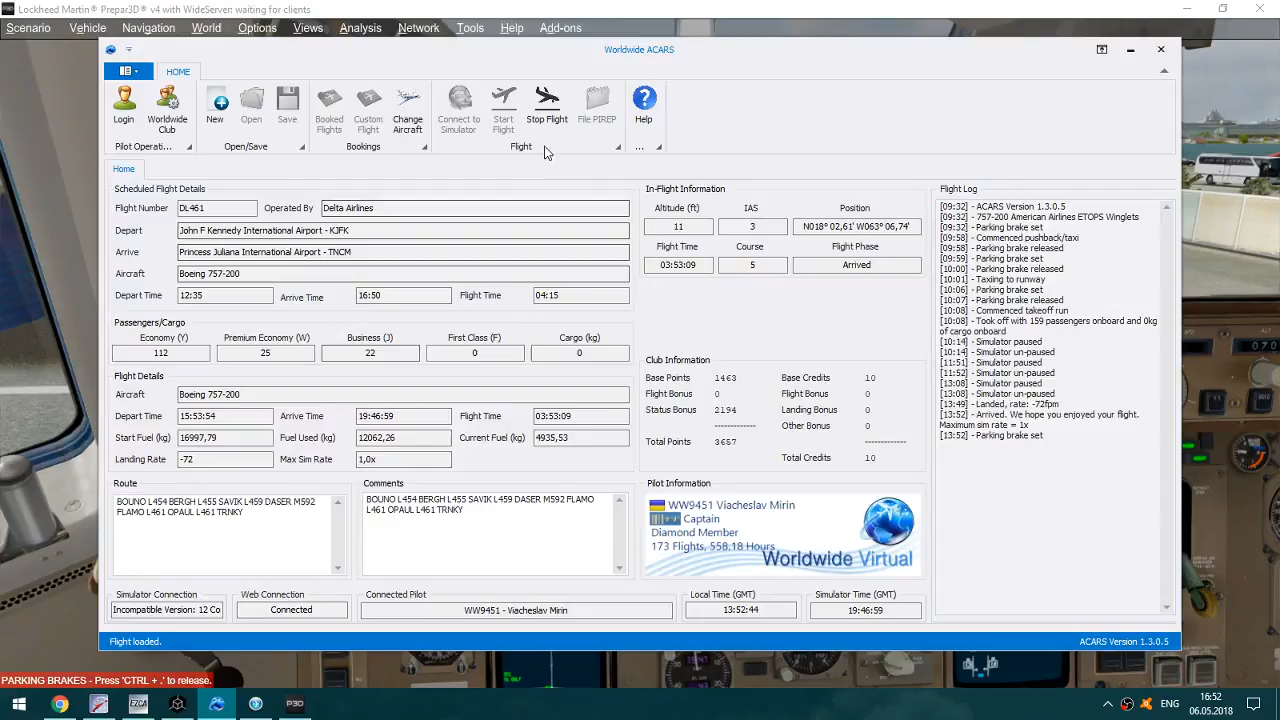 Lockheed Martin® Prepar3D® v4 with WideServer: waiting for clients
Scenario Vehicle Navigation World Options Views Analysis Network Tools Help Add-ons
Worldwide ACARS
HOME
Login
Worldwide Club
New
Open
Save
Booked Flights
Custom Flight
Change Aircraft
Connect to Simulator
Start Flight
Stop Flight
File PIREP
Help
Pilot Operati...
Open/Save
Bookings
Flight
...
Home
Scheduled Flight Details
Flight Number DL461 Operated By Delta Airlines
Depart John F Kennedy International Airport - KJFK
Arrive Princess Juliana International Airport - TNCM
Aircraft Boeing 757-200
Depart Time 12:35 Arrive Time 16:50 Flight Time 04:15
Passengers/Cargo
Economy (Y) Premium Economy (W) Business (J) First Class (F) Cargo (kg)
112 25 22 0 0
Flight Details
Aircraft Boeing 757-200
Depart Time 15:53:54 Arrive Time 19:46:59 Flight Time 03:53:09
Start Fuel (kg) 16997,79 Fuel Used (kg) 12062,26 Current Fuel (kg) 4935,53
Landing Rate -72 Max Sim Rate 1,0x
Route
BOUNO L454 BERGH L455 SAVIK L459 DASER M592
FLAMO L461 OPAUL L461 TRNKY
Comments
BOUNO L454 BERGH L455 SAVIK L459 DASER M592 FLAMO
L461 OPAUL L461 TRNKY
In-Flight Information
Altitude (ft) IAS Position
11 3 N018° 02,61' W063° 06,74'
Flight Time Course Flight Phase
03:53:09 5 Arrived
Club Information
Base Points 1463 Base Credits 10
Flight Bonus 0 Landing Bonus 0
Status Bonus 2194 Other Bonus 0
------------ ------------
Total Points 3657 Total Credits 10
Pilot Information
WW9451 Viacheslav Mirin
Captain
Diamond Member
173 Flights, 558.18 Hours
Worldwide Virtual
Flight Log
[09:32] - ACARS Version 1.3.0.5
[09:32] - 757-200 American Airlines ETOPS Winglets
[09:32] - Parking brake set
[09:58] - Commenced pushback/taxi
[09:58] - Parking brake released
[09:59] - Parking brake set
[10:00] - Parking brake released
[10:01] - Taxiing to runway
[10:06] - Parking brake set
[10:07] - Parking brake released
[10:08] - Commenced takeoff run
[10:08] - Took off with 159 passengers onboard and 0kg
of cargo onboard
[10:14] - Simulator paused
[10:14] - Simulator un-paused
[11:51] - Simulator paused
[11:52] - Simulator un-paused
[13:08] - Simulator paused
[13:08] - Simulator un-paused
[13:49] - Landed, rate: -72fpm
[13:52] - Arrived. We hope you enjoyed your flight.
Maximum sim rate = 1x
[13:52] - Parking brake set
Simulator Connection Web Connection Connected Pilot Local Time (GMT) Simulator Time (GMT)
Incompatible Version: 12 Co Connected WW9451 - Viacheslav Mirin 13:52:44 19:46:59
Flight loaded. ACARS Version 1.3.0.5
PARKING BRAKES - Press 'CTRL + .' to release.
EZCA
P3D
ENG
16:52
06.05.2018